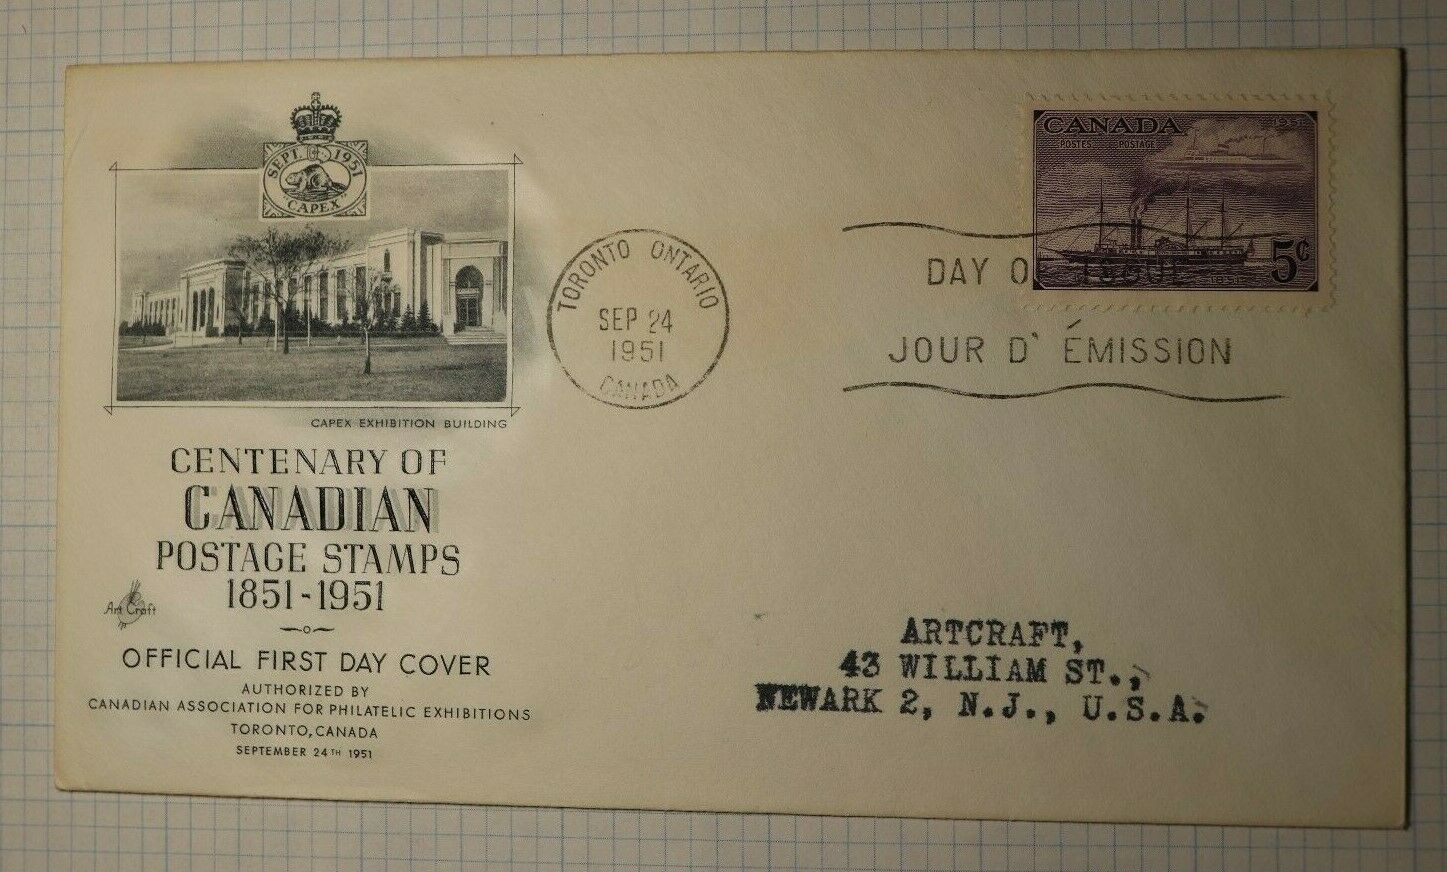 SEPT. 1951
"CAPEX"
CAPEX EXHIBITION BUILDING
CENTENARY OF
CANADIAN
POSTAGE STAMPS
1851-1951
Art Craft
OFFICIAL FIRST DAY COVER
AUTHORIZED BY
CANADIAN ASSOCIATION FOR PHILATELIC EXHIBITIONS
TORONTO, CANADA
SEPTEMBER 24TH 1951
TORONTO ONTARIO
SEP 24
1951
CANADA
CANADA 1951
POSTES POSTAGE
5¢
1851
DAY OF ISSUE
JOUR D' ÉMISSION
ARTCRAFT,
43 WILLIAM ST.,
NEWARK 2, N.J., U.S.A.